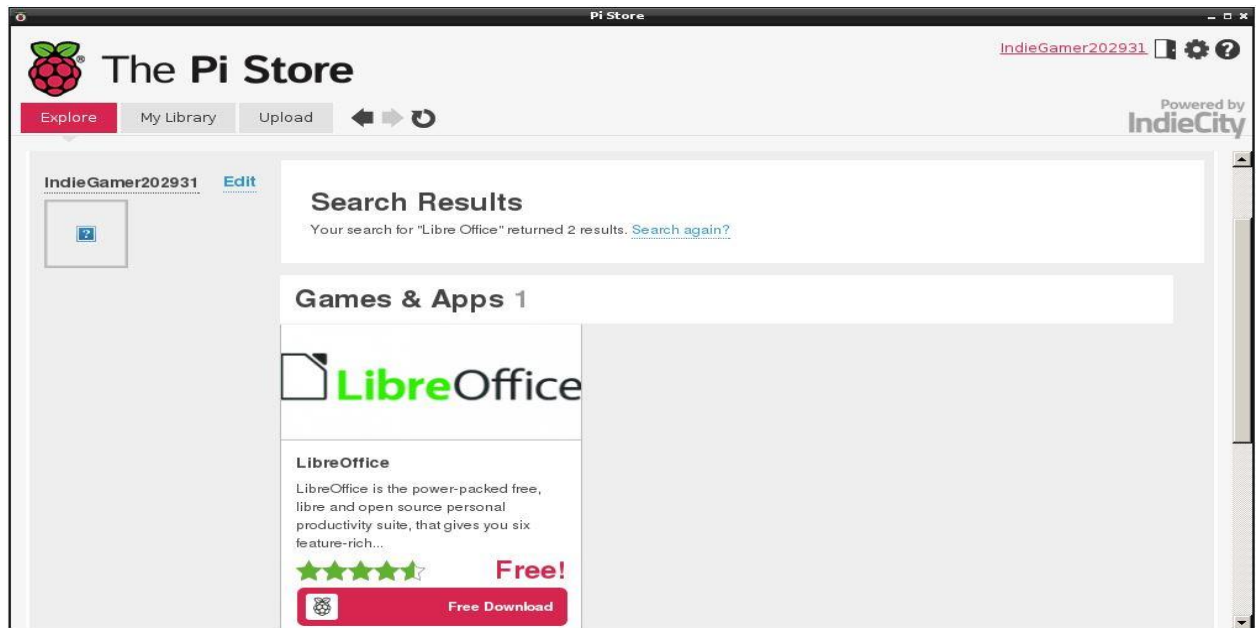 Pi Store
The Pi Store
IndieGamer202931
Explore My Library Upload
Powered by
IndieCity
IndieGamer202931 Edit
Search Results
Your search for "Libre Office" returned 2 results. Search again?
Games & Apps 1
LibreOffice
LibreOffice
LibreOffice is the power-packed free,
libre and open source personal
productivity suite, that gives you six
feature-rich...
Free!
Free Download